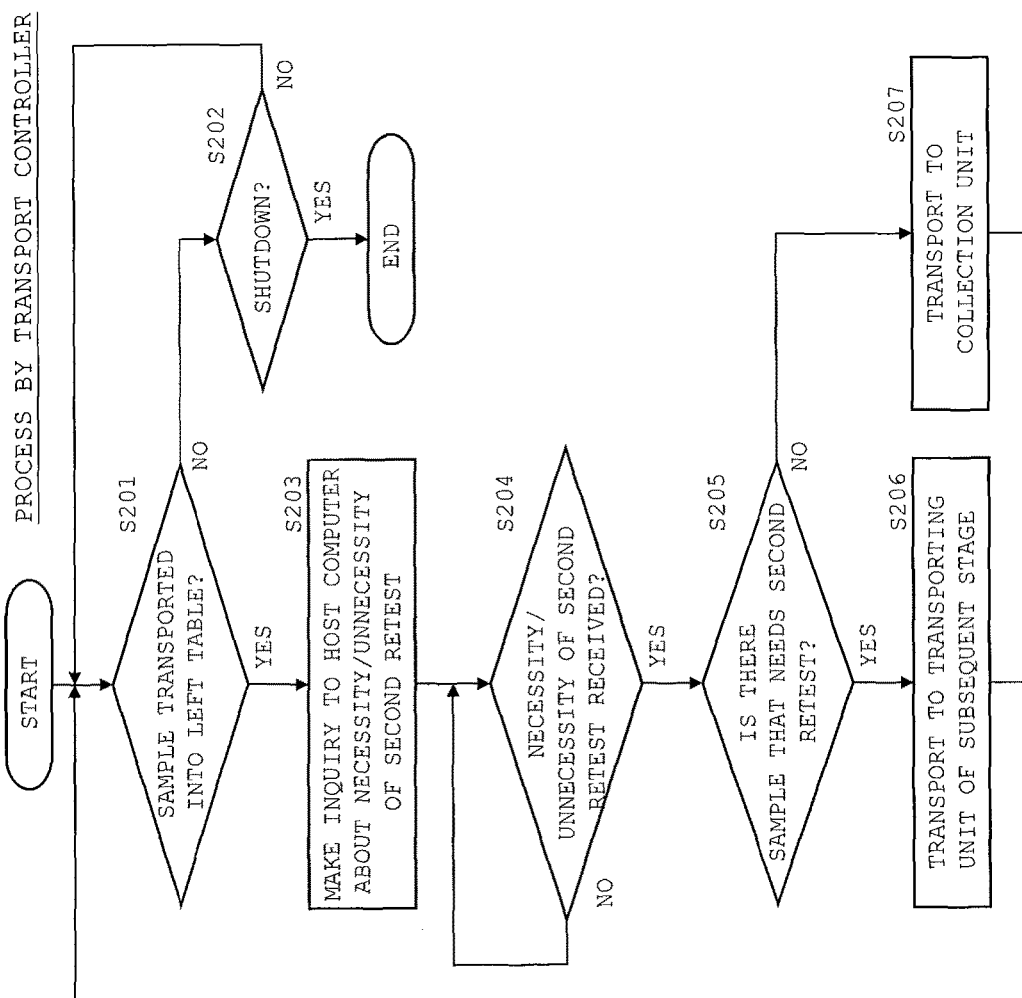 PROCESS BY TRANSPORT CONTROLLER
START
S201
SAMPLE TRANSPORTED
INTO LEFT TABLE?
NO
YES
S202
SHUTDOWN?
NO
YES
END
S203
MAKE INQUIRY TO HOST COMPUTER
ABOUT NECESSITY/UNNECESSITY
OF SECOND RETEST
S204
NECESSITY/
UNNECESSITY OF SECOND
RETEST RECEIVED?
NO
YES
S205
IS THERE
SAMPLE THAT NEEDS SECOND
RETEST?
NO
YES
S206
TRANSPORT TO TRANSPORTING
UNIT OF SUBSEQUENT STAGE
S207
TRANSPORT TO
COLLECTION UNIT